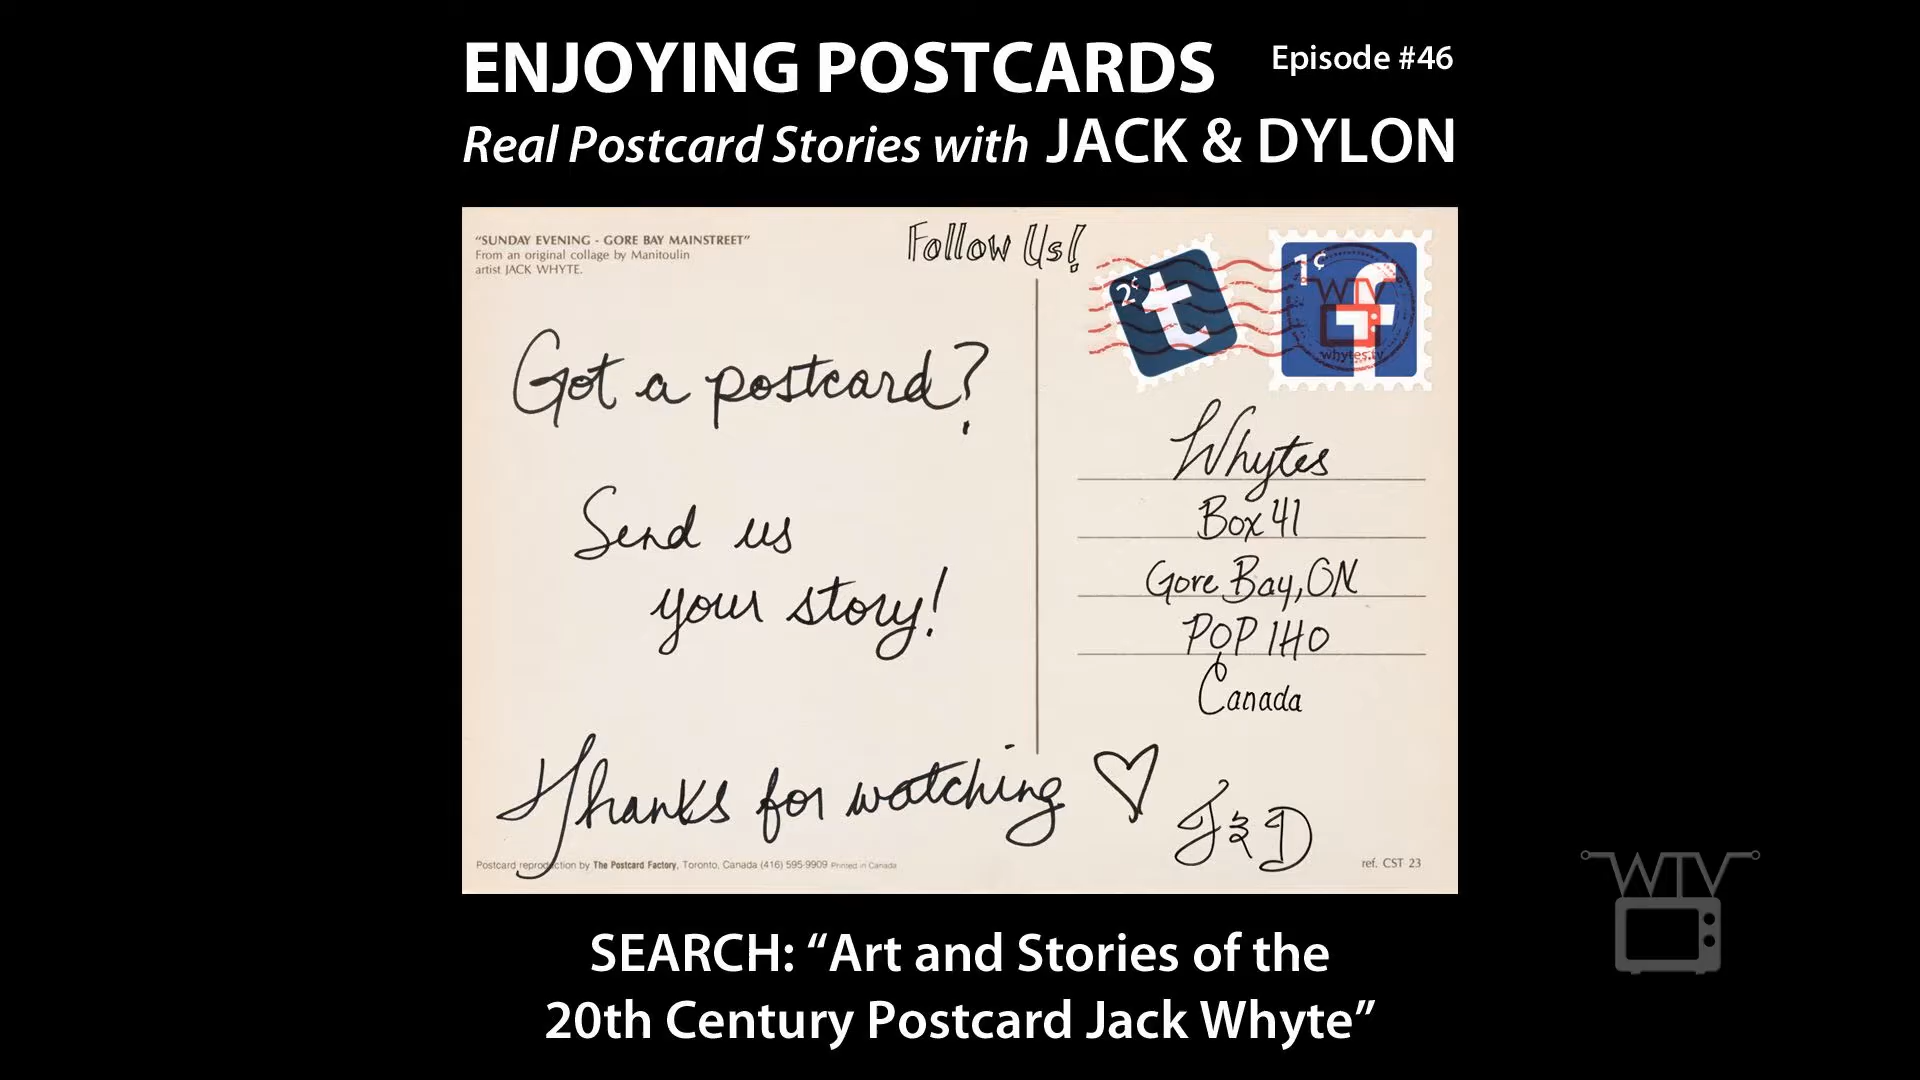 ENJOYING POSTCARDS Episode #46
Real Postcard Stories with JACK & DYLON
"SUNDAY EVENING - GORE BAY MAINSTREET"
From an original collage by Manitoulin
artist JACK WHYTE.
Follow Us!
2¢ t
1¢ f
WTV
whytes.tv
Got a postcard?
Send us
your story!
Whytes
Box 41
Gore Bay, ON
P0P 1H0
Canada
Thanks for watching
J & D
Postcard reproduction by The Postcard Factory, Toronto, Canada (416) 595-9909 Printed in Canada
ref. CST 23
WTV
SEARCH: “Art and Stories of the
20th Century Postcard Jack Whyte”